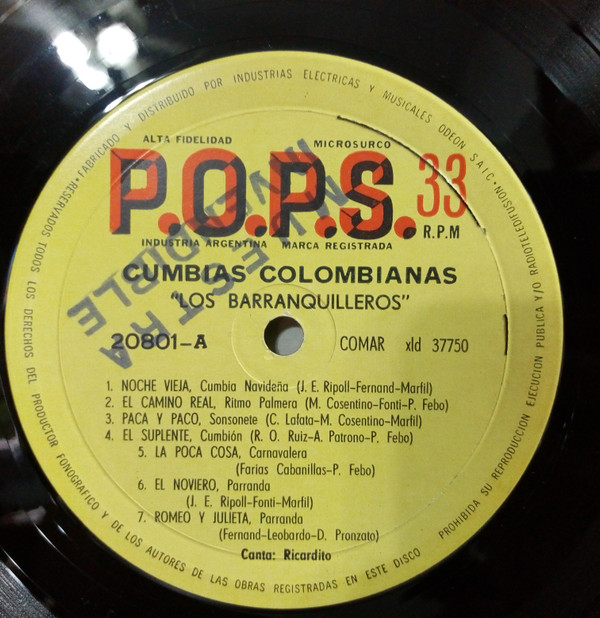 RESERVADOS TODOS LOS DERECHOS DEL PRODUCTOR FONOGRAFICO Y DE LOS AUTORES DE LAS OBRAS REGISTRADAS EN ESTE DISCO
• FABRICADO Y DISTRIBUIDO POR INDUSTRIAS ELECTRICAS Y MUSICALES ODEON S A I C •
PROHIBIDA SU REPRODUCCION EJECUCION PUBLICA Y/O RADIOTELEDIFUSION
ALTA FIDELIDAD MICROSURCO
P.O.P.S. 33
R.P.M
INDUSTRIA ARGENTINA MARCA REGISTRADA
MUESTRA
INVENDIBLE
CUMBIAS COLOMBIANAS
"LOS BARRANQUILLEROS"
20801-A COMAR xld 37750
1. NOCHE VIEJA, Cumbia Navideña (J. E. Ripoll-Fernand-Marfil)
2. EL CAMINO REAL, Ritmo Palmera (M. Cosentino-Fonti-P. Febo)
3. PACA Y PACO, Sonsonete (C. Lafata-M. Cosentino-Marfil)
4. EL SUPLENTE, Cumbión (R. O. Ruiz-A. Patrono-P. Febo)
5. LA POCA COSA, Carnavalera
(Farias Cabanillas-P. Febo)
6. EL NOVIERO, Parranda
(J. E. Ripoll-Fonti-Marfil)
7. ROMEO Y JULIETA, Parranda
(Fernand-Leobardo-D. Pronzato)
Canta: Ricardito